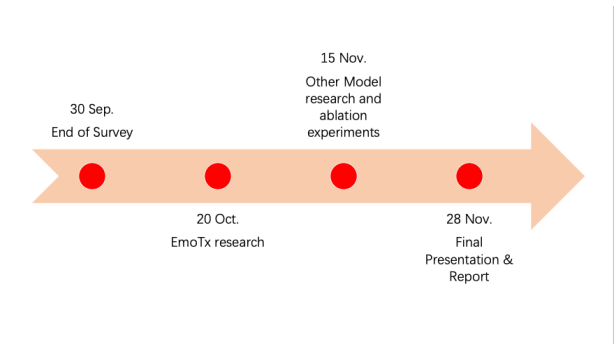 30 Sep.
End of Survey
20 Oct.
EmoTx research
15 Nov.
Other Model
research and
ablation
experiments
28 Nov.
Final
Presentation &
Report